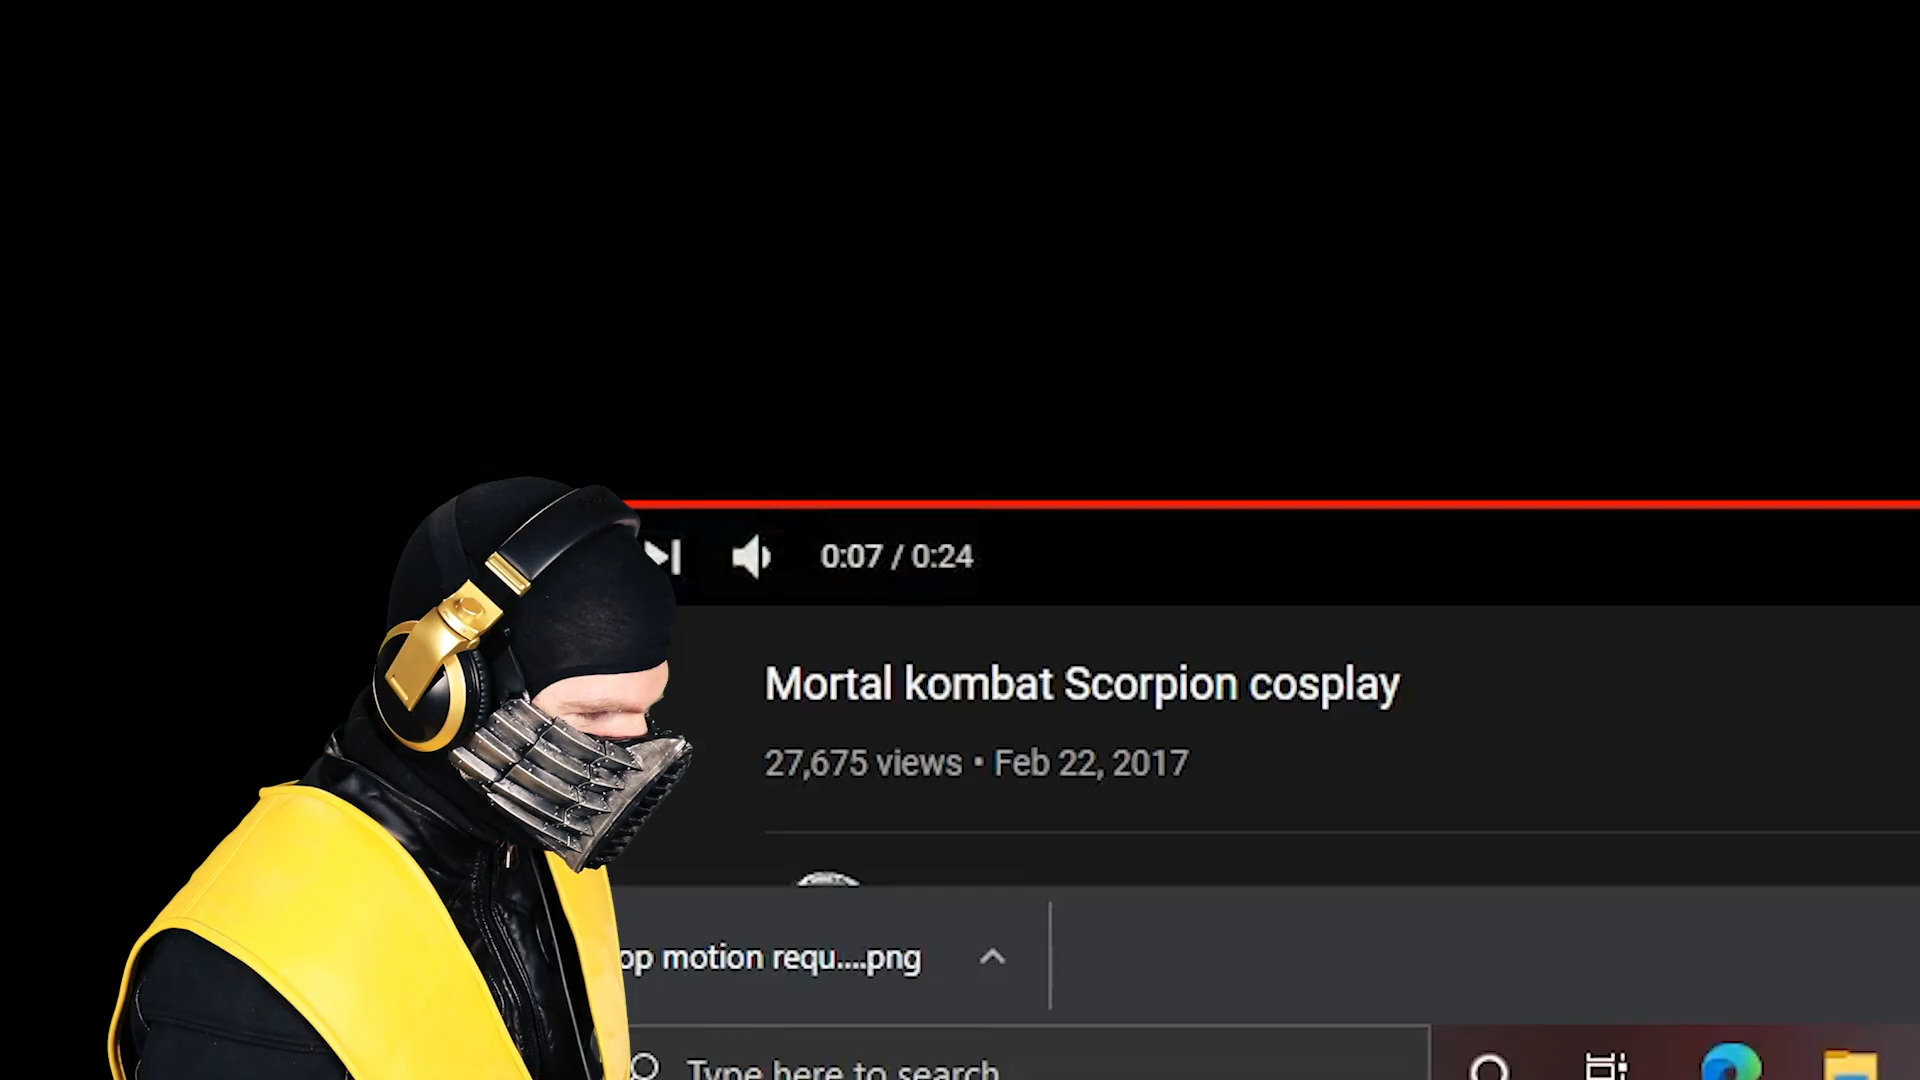 0:07 / 0:24
Mortal kombat Scorpion cosplay
27,675 views • Feb 22, 2017
op motion requ....png
Type here to search